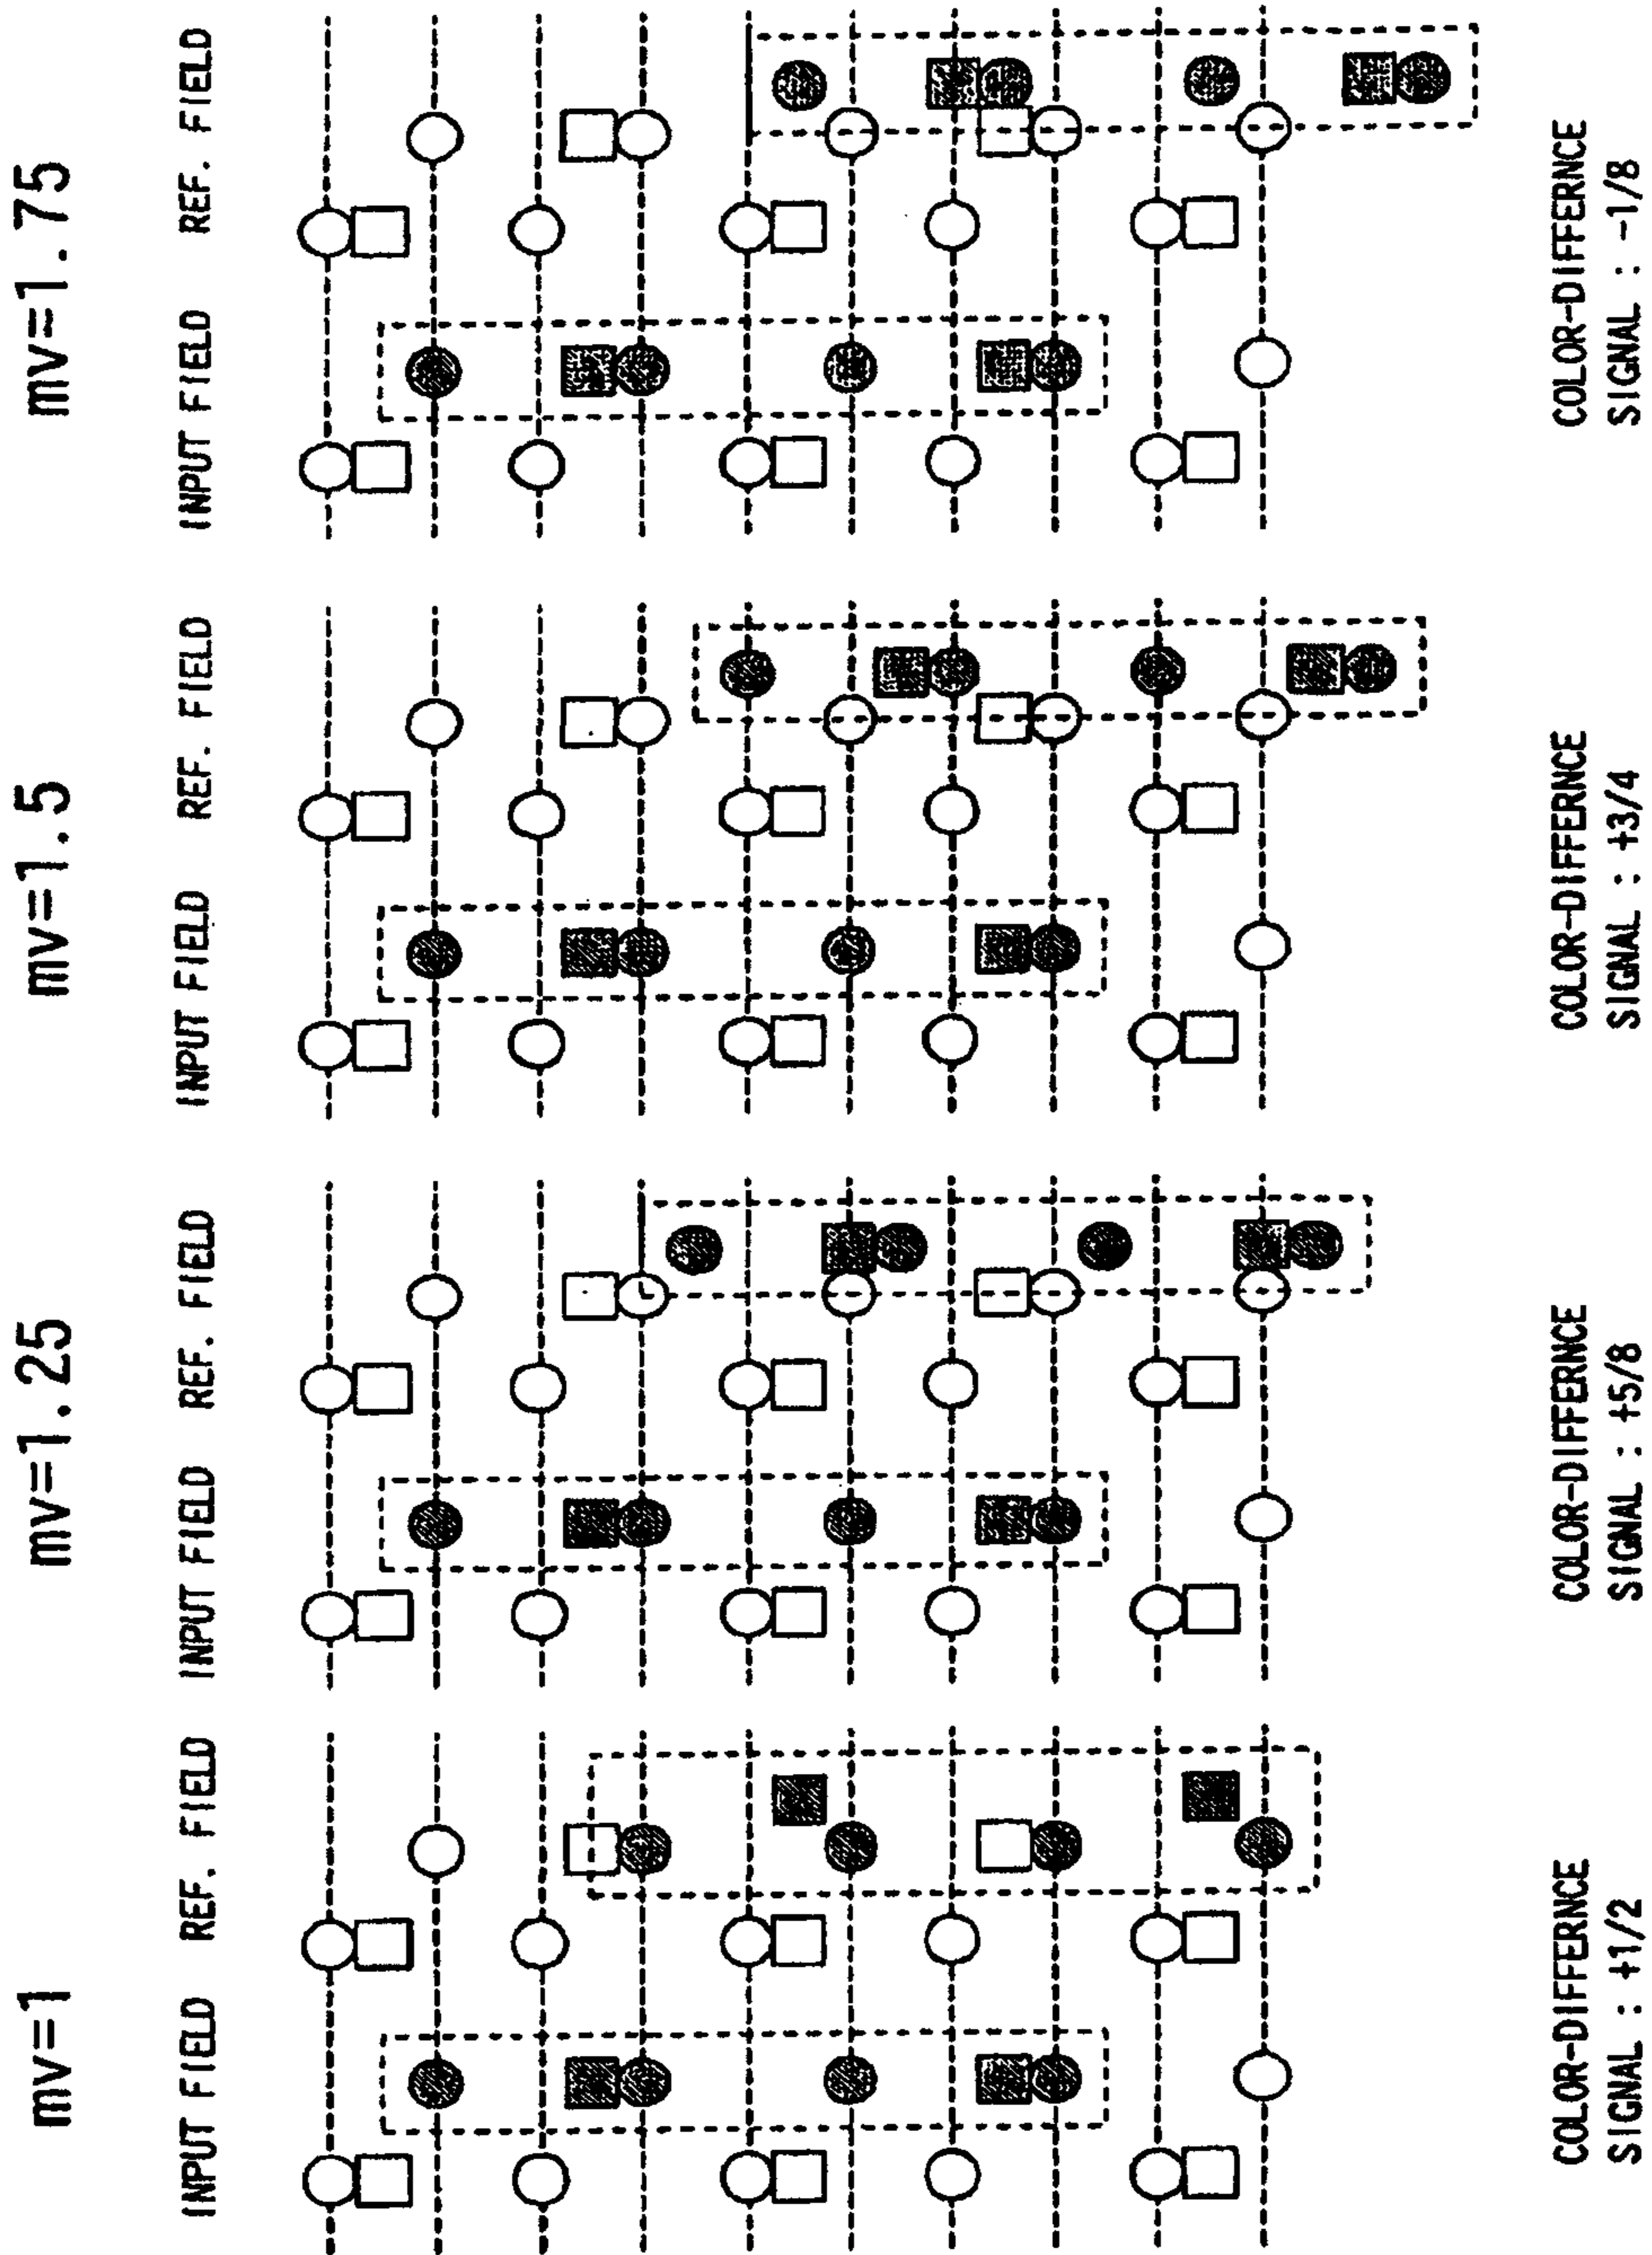 mv=1
mv=1.25
mv=1.5
mv=1.75
INPUT FIELD REF. FIELD
INPUT FIELD REF. FIELD
INPUT FIELD REF. FIELD
INPUT FIELD REF. FIELD
COLOR-DIFFERNCE
SIGNAL : +1/2
COLOR-DIFFERNCE
SIGNAL : +5/8
COLOR-DIFFERNCE
SIGNAL : +3/4
COLOR-DIFFERNCE
SIGNAL : -1/8